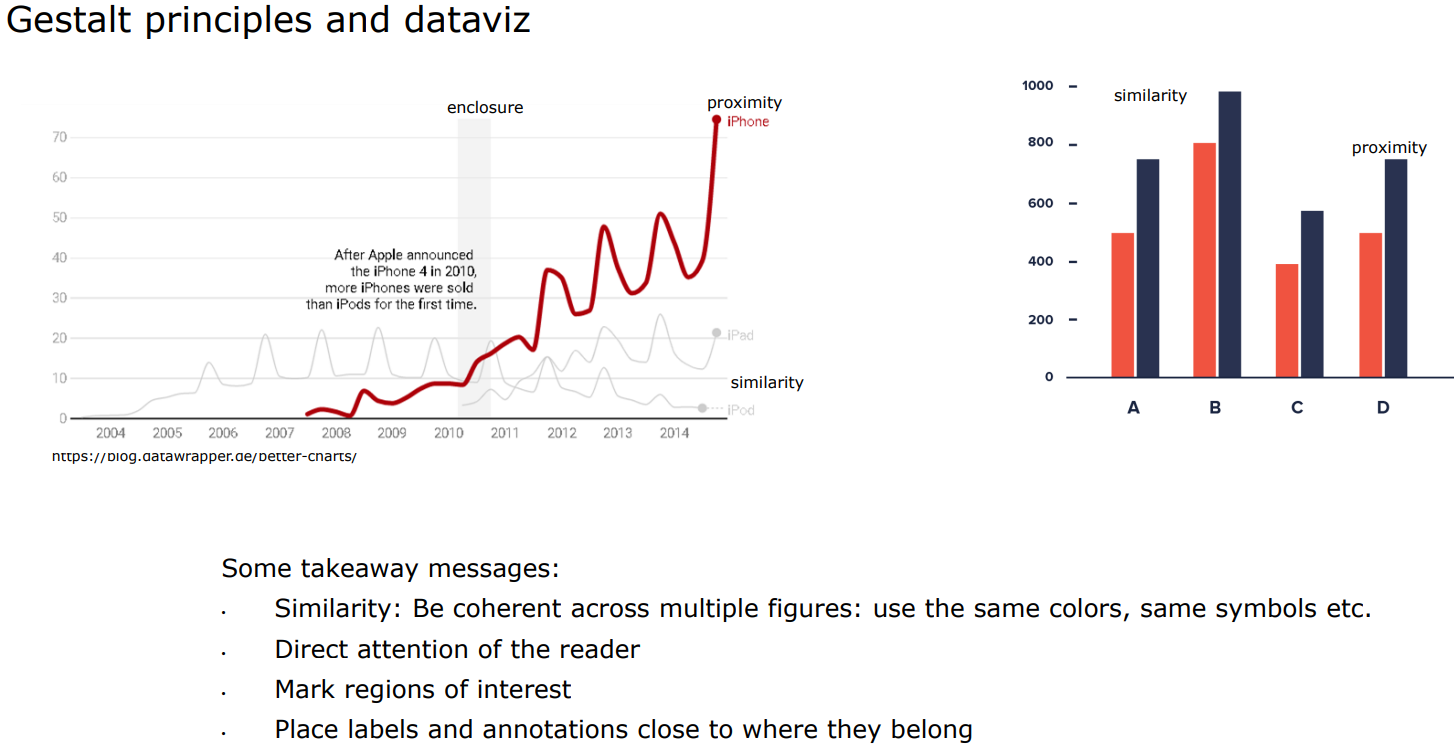 Gestalt principles and dataviz
enclosure
proximity
iPhone
70
60
50
40
30
20
10
0
After Apple announced
the iPhone 4 in 2010,
more iPhones were sold
than iPods for the first time.
iPad
similarity
iPod
2004 2005 2006 2007 2008 2009 2010 2011 2012 2013 2014
https://blog.datawrapper.de/better-charts/
1000
800
600
400
200
0
similarity
proximity
A B C D
Some takeaway messages:
· Similarity: Be coherent across multiple figures: use the same colors, same symbols etc.
· Direct attention of the reader
· Mark regions of interest
· Place labels and annotations close to where they belong